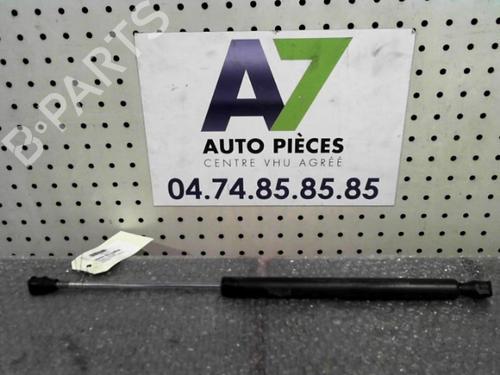 B-PARTS
A7
AUTO PIÈCES
CENTRE VHU AGRÉÉ
04.74.85.85.85